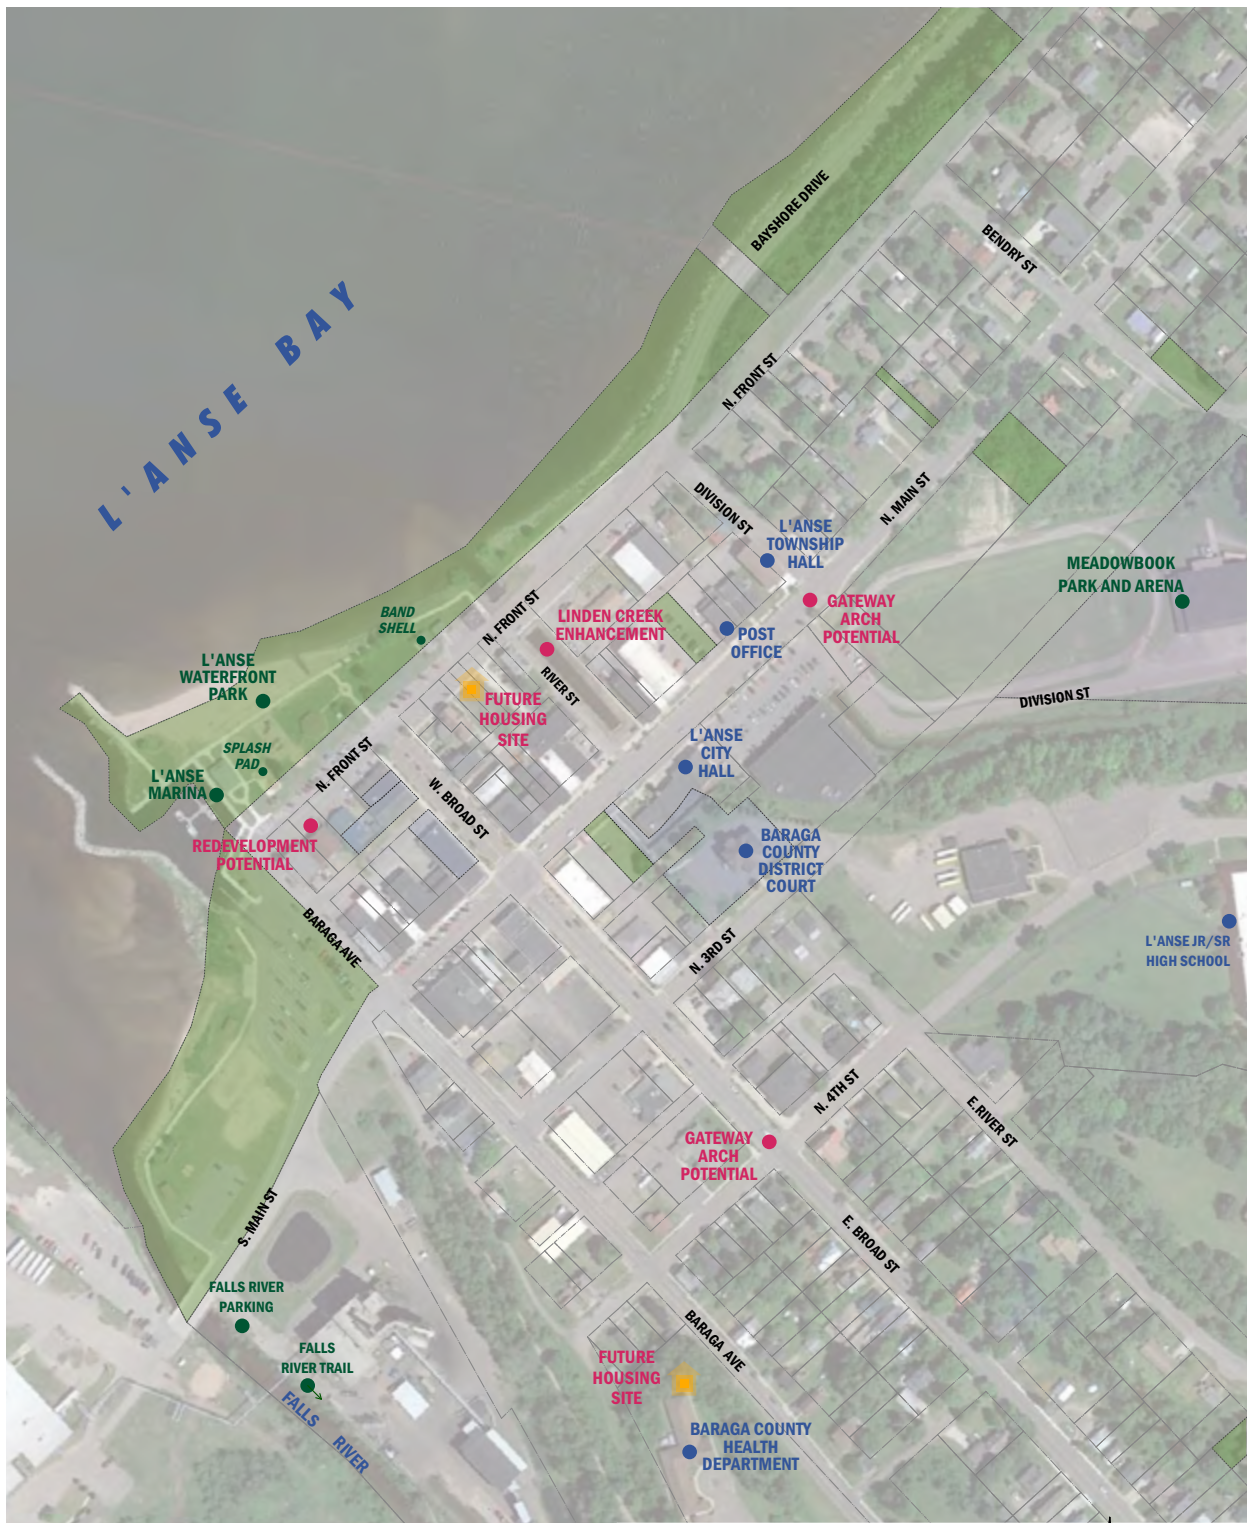 BAYSHORE DRIVE
BENDRY ST
L'ANSE BAY
N. FRONT ST
DIVISION ST
N. MAIN ST
L'ANSE
TOWNSHIP
HALL
MEADOWBOOK
PARK AND ARENA
GATEWAY
ARCH
POTENTIAL
BAND
SHELL
N. FRONT ST
LINDEN CREEK
ENHANCEMENT
POST
OFFICE
L'ANSE
WATERFRONT
PARK
RIVER ST
FUTURE
HOUSING
SITE
DIVISION ST
L'ANSE
CITY
HALL
SPLASH
PAD
N. FRONT ST
L'ANSE
MARINA
W. BROAD ST
REDEVELOPMENT
POTENTIAL
BARAGA
COUNTY
DISTRICT
COURT
BARAGA AVE
N. 3RD ST
L'ANSE JR/SR
HIGH SCHOOL
N. 4TH ST
E.RIVER ST
GATEWAY
ARCH
POTENTIAL
S. MAIN ST
E. BROAD ST
FALLS RIVER
PARKING
FALLS
RIVER TRAIL
BARAGA AVE
FUTURE
HOUSING
SITE
FALLS RIVER
BARAGA COUNTY
HEALTH
DEPARTMENT